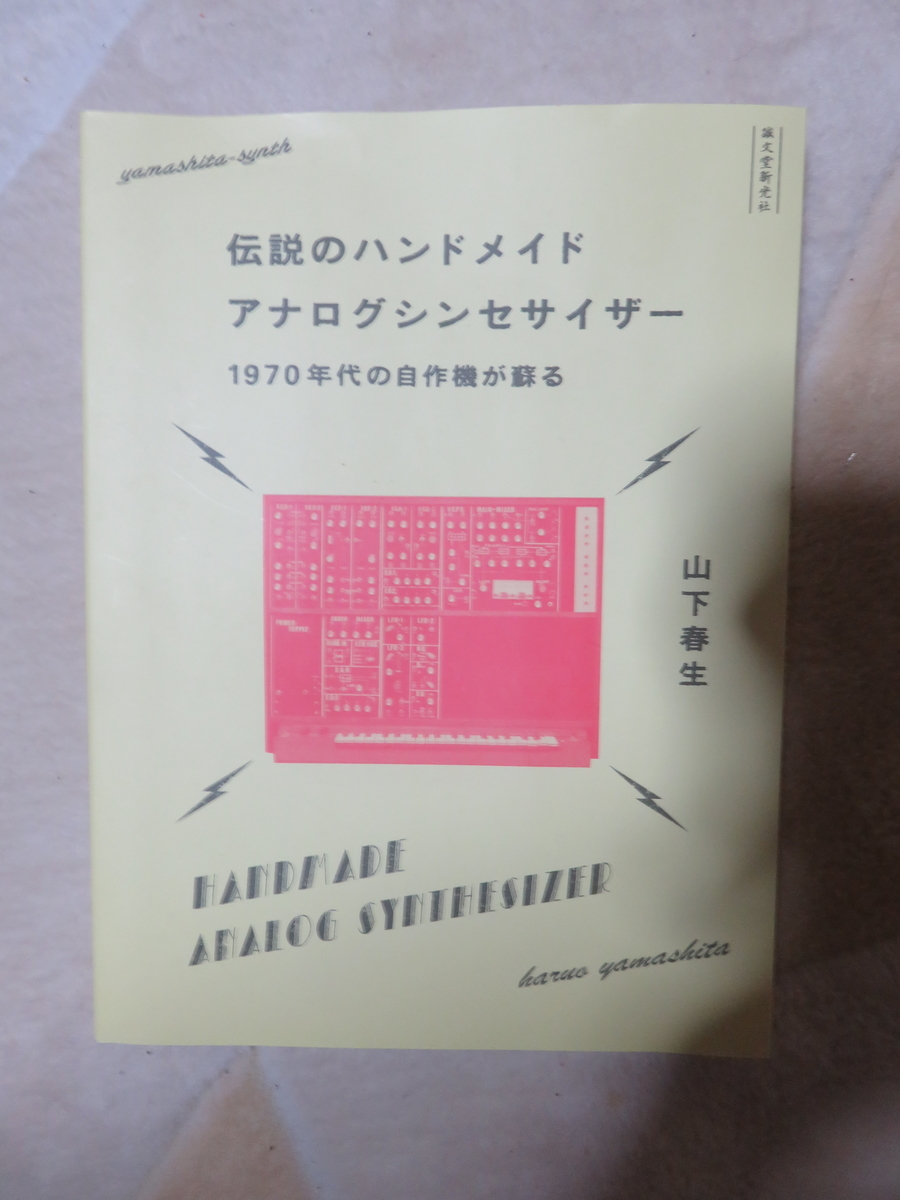 yamashita-synth
誠文堂新光社
伝説のハンドメイド
アナログシンセサイザー
1970年代の自作機が蘇る
山下春生
HANDMADE
ANALOG SYNTHESIZER
haruo yamashita